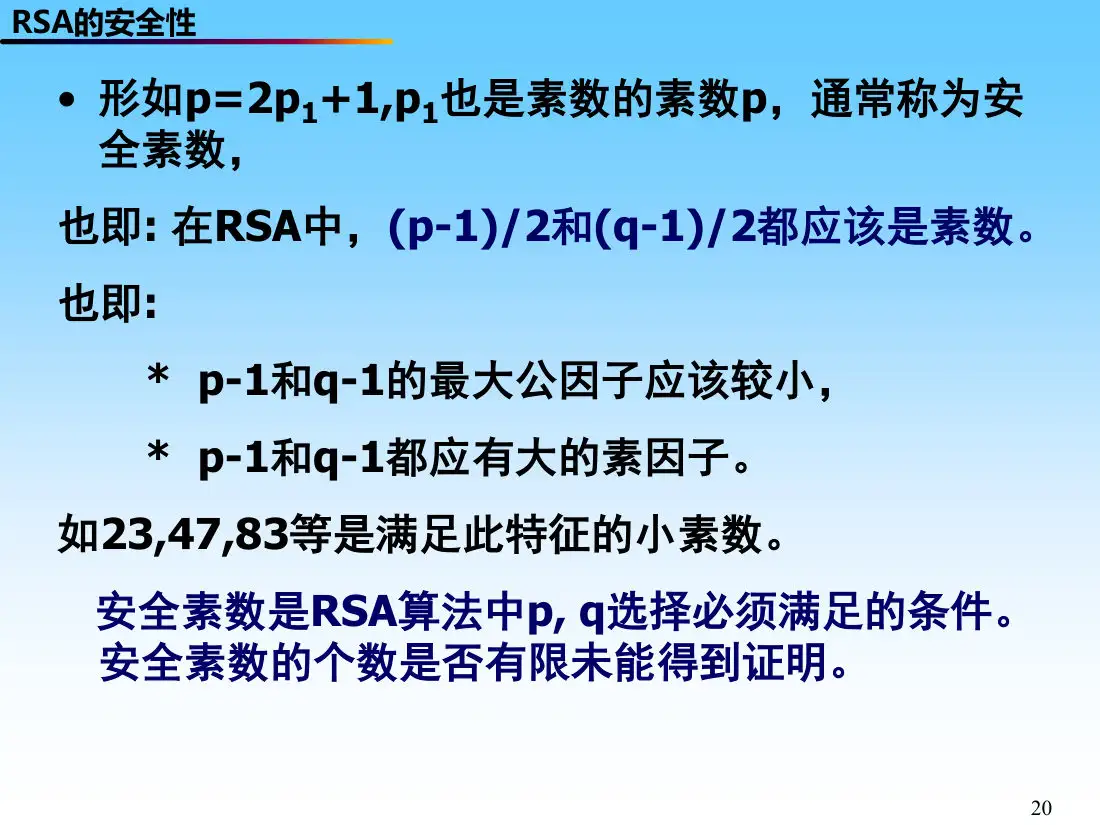 RSA的安全性
• 形如p=2p₁+1,p₁也是素数的素数p，通常称为安
全素数，
也即: 在RSA中，(p-1)/2和(q-1)/2都应该是素数。
也即:
* p-1和q-1的最大公因子应该较小，
* p-1和q-1都应有大的素因子。
如23,47,83等是满足此特征的小素数。
安全素数是RSA算法中p, q选择必须满足的条件。
安全素数的个数是否有限未能得到证明。
20